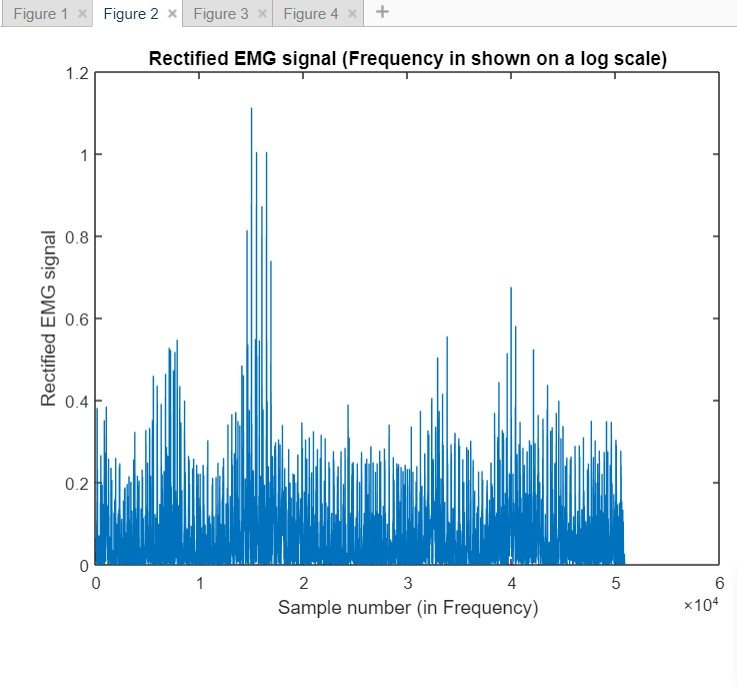 Figure 1 × Figure 2 × Figure 3 × Figure 4 × +
Rectified EMG signal (Frequency in shown on a log scale)
1.2
1
0.8
0.6
0.4
0.2
0
Rectified EMG signal
0 1 2 3 4 5 6
Sample number (in Frequency)
×10⁴